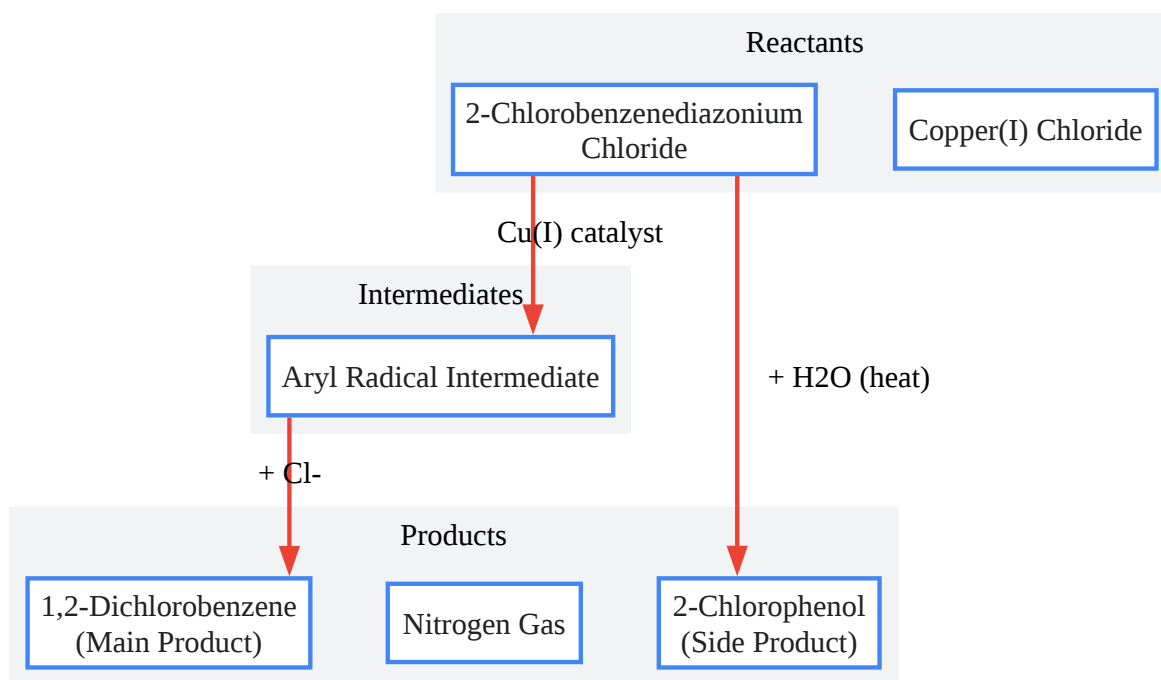 Reactants
2-Chlorobenzenediazonium
Chloride
Copper(I) Chloride
Cu(I) catalyst
Intermediates
Aryl Radical Intermediate
+ H2O (heat)
+ Cl-
Products
1,2-Dichlorobenzene
(Main Product)
Nitrogen Gas
2-Chlorophenol
(Side Product)